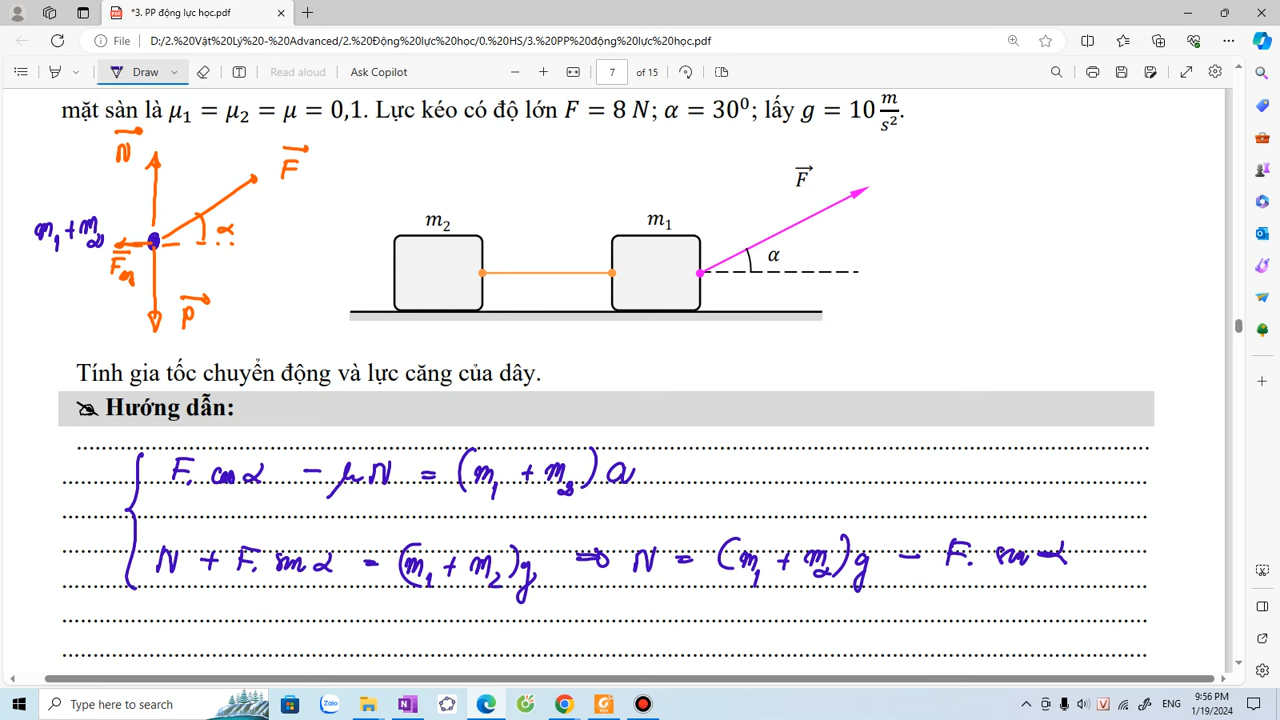 *3. PP động lực học.pdf
File
D:/2.%20Vật%20Lý%20-%20Advanced/2.%20Động%20lực%20học/0.%20HS/3.%20PP%20động%20lực%20học.pdf
Draw
Read aloud
Ask Copilot
7
of 15
mặt sàn là μ₁ = μ₂ = μ = 0,1. Lực kéo có độ lớn F = 8 N; α = 30⁰; lấy g = 10 m/s².
N
F
m₁ + m₂
α
F
P
m₂
m₁
F
α
Tính gia tốc chuyển động và lực căng của dây.
Hướng dẫn:
F. cos α − μN = (m₁ + m₂) a
N + F. sin α = (m₁ + m₂)g ⇒ N = (m₁ + m₂)g − F. sin α
Type here to search
Zalo
V
ENG
9:56 PM
1/19/2024